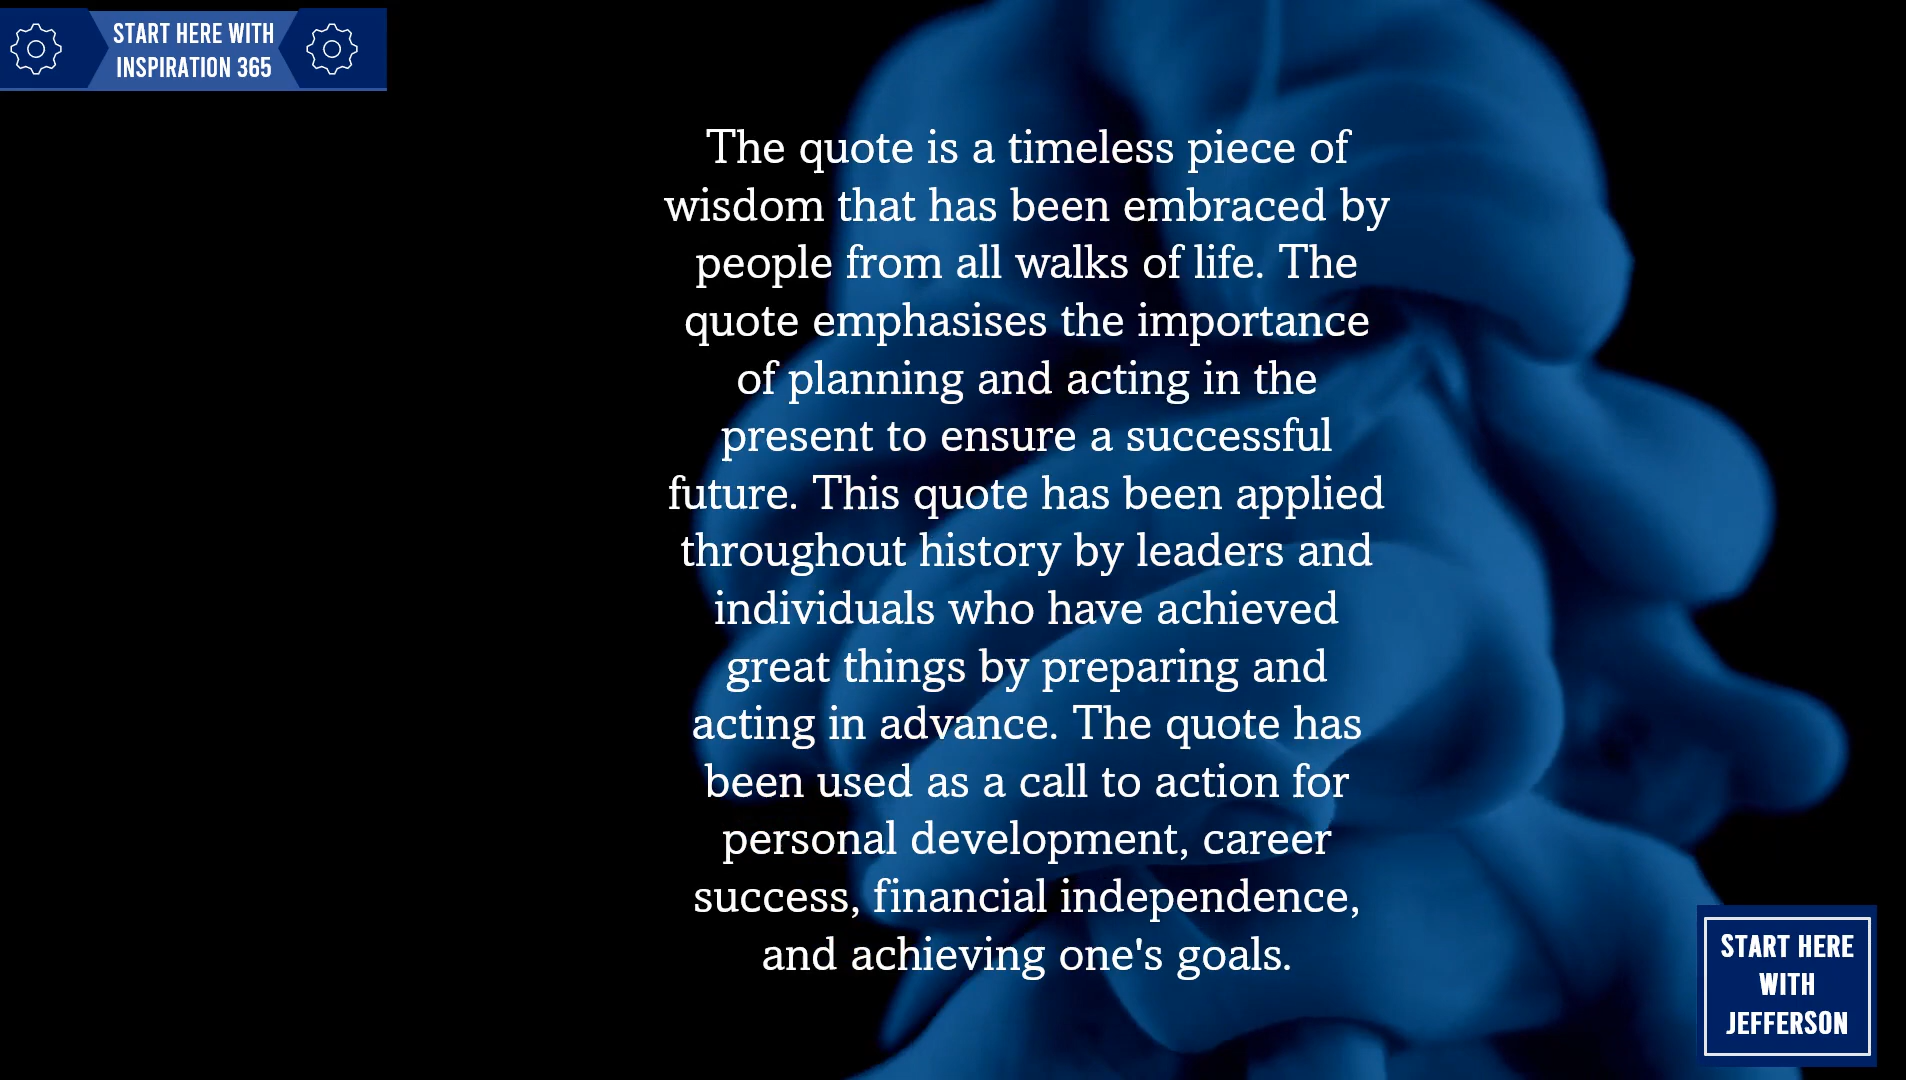 START HERE WITH
INSPIRATION 365
The quote is a timeless piece of
wisdom that has been embraced by
people from all walks of life. The
quote emphasises the importance
of planning and acting in the
present to ensure a successful
future. This quote has been applied
throughout history by leaders and
individuals who have achieved
great things by preparing and
acting in advance. The quote has
been used as a call to action for
personal development, career
success, financial independence,
and achieving one's goals.
START HERE
WITH
JEFFERSON